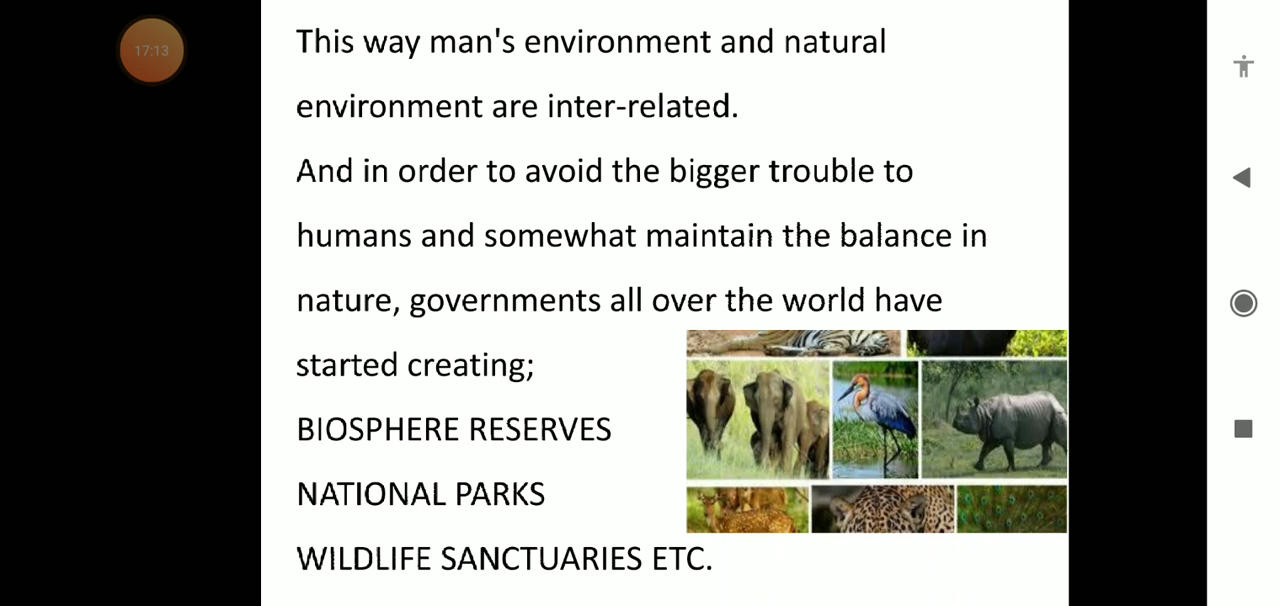 17:13
This way man's environment and natural
environment are inter-related.
And in order to avoid the bigger trouble to
humans and somewhat maintain the balance in
nature, governments all over the world have
started creating;
BIOSPHERE RESERVES
NATIONAL PARKS
WILDLIFE SANCTUARIES ETC.